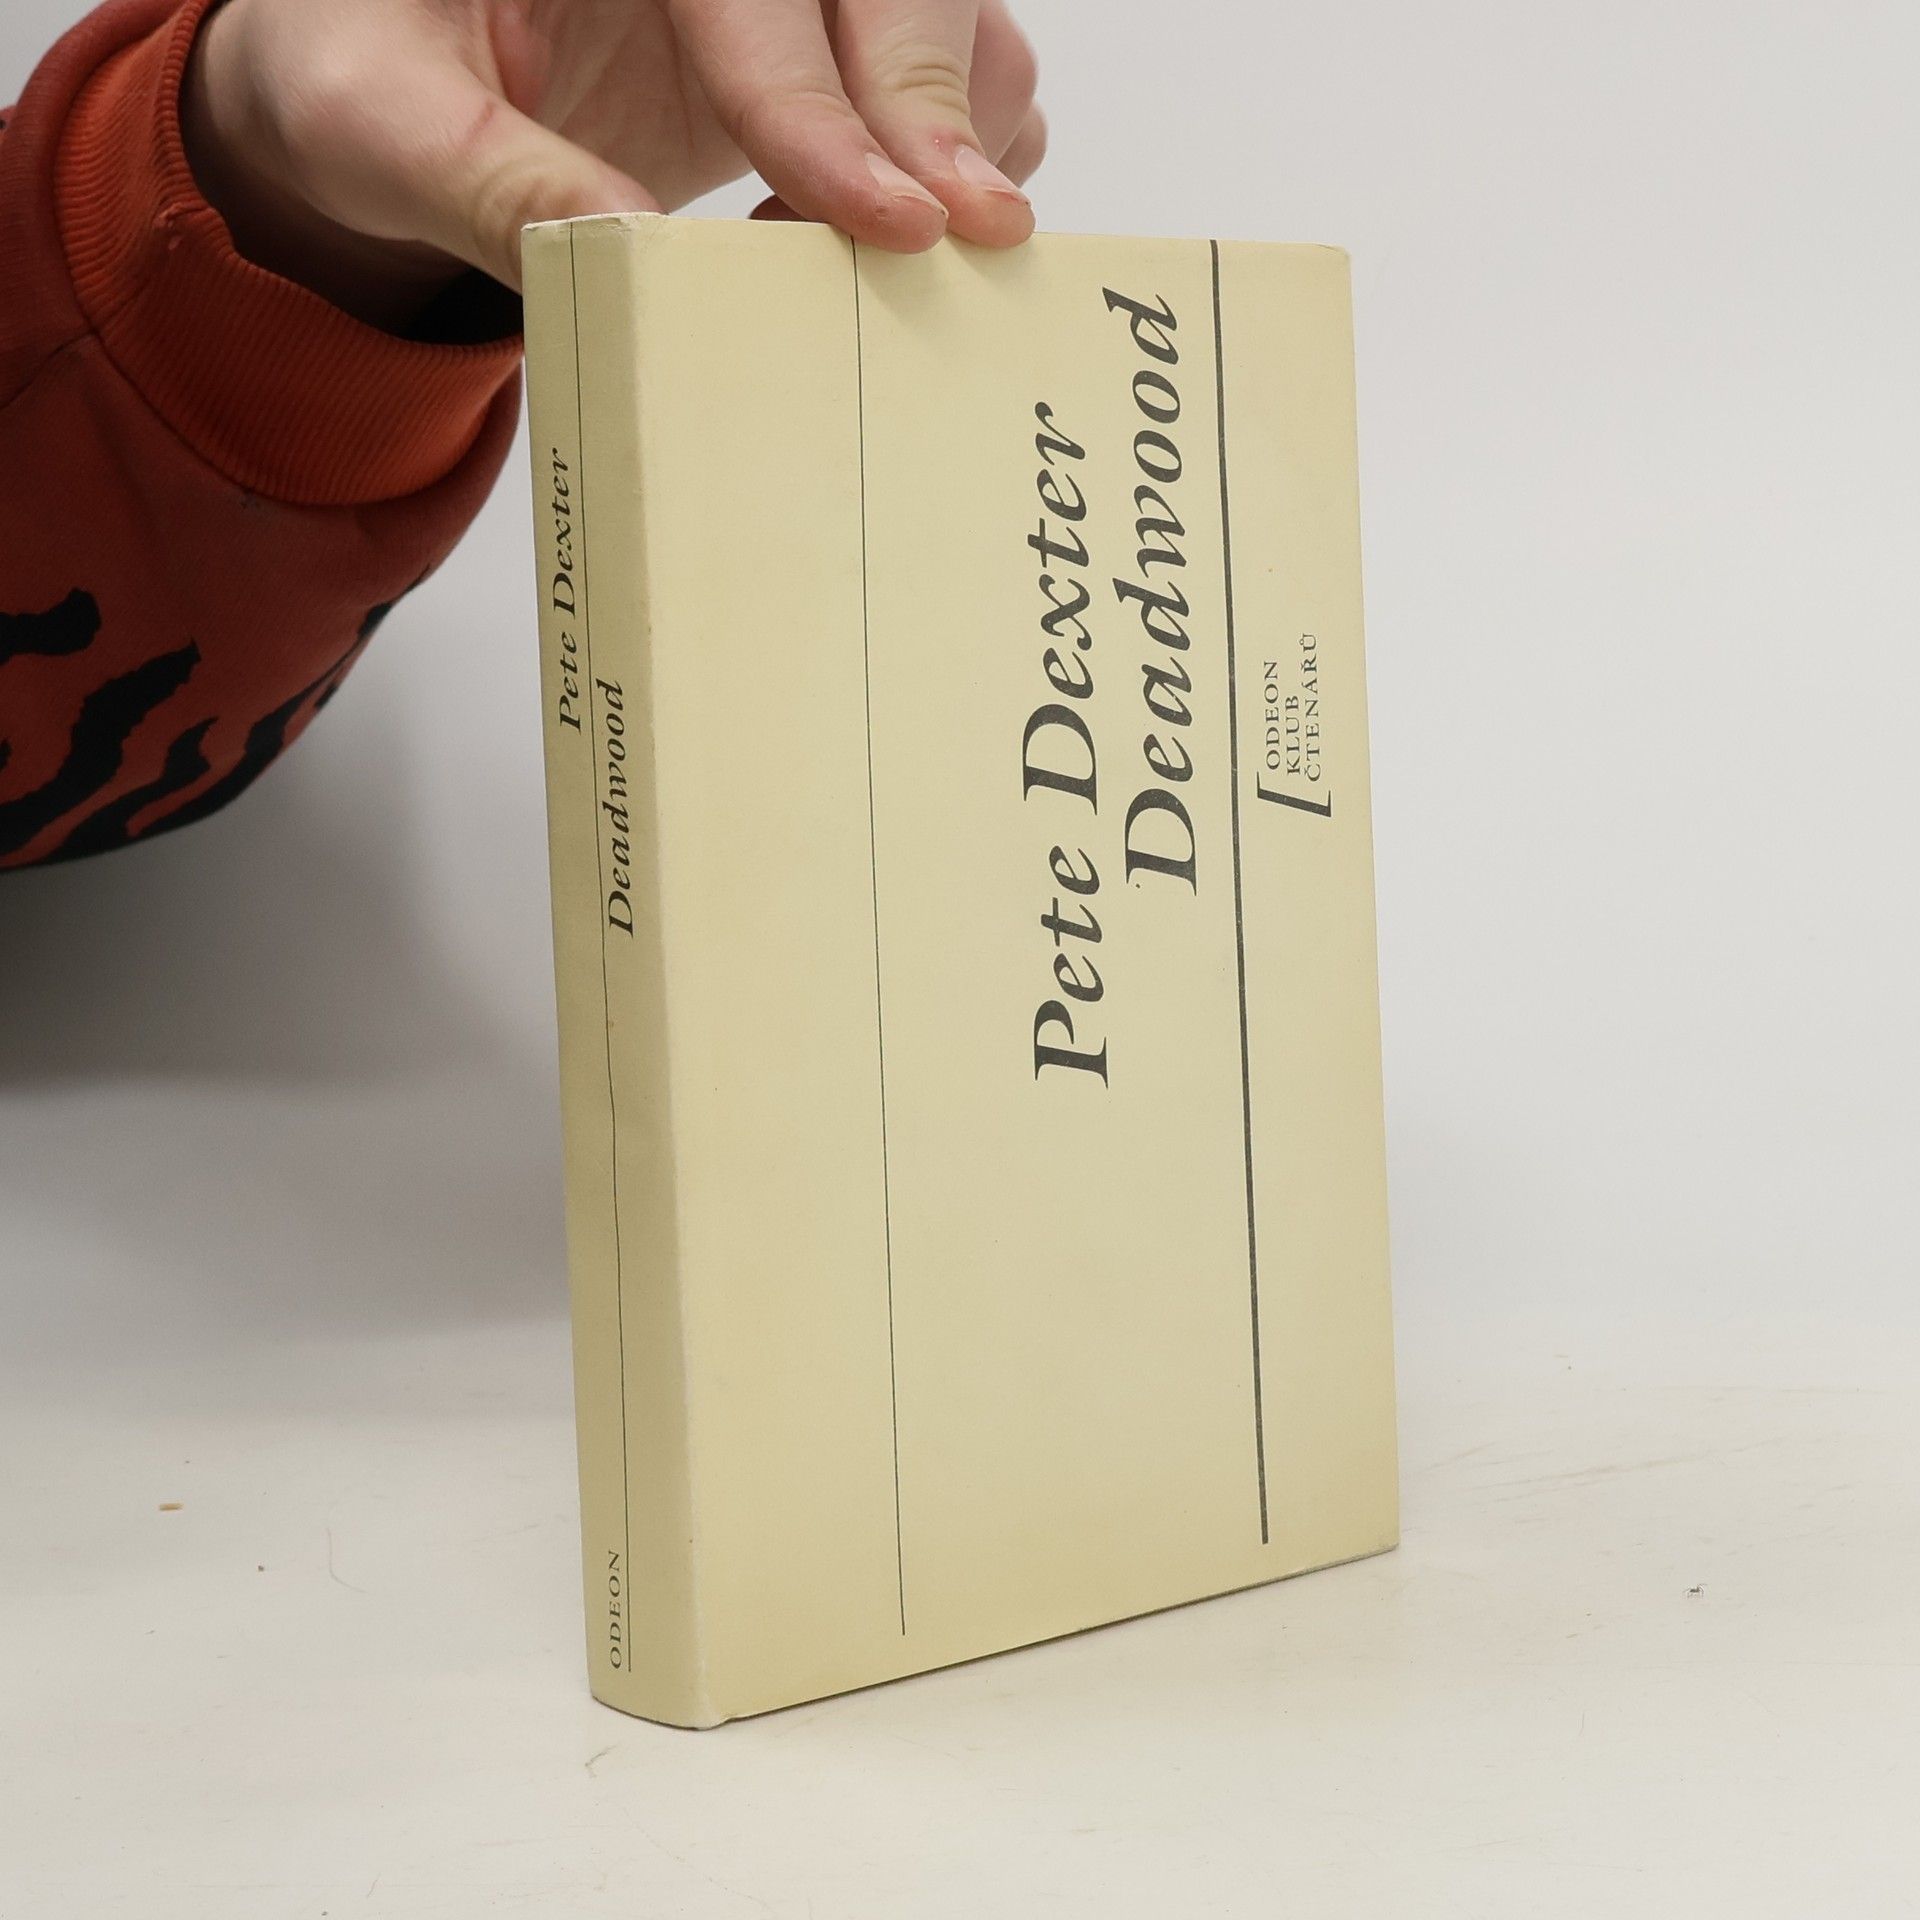 Pete Dexter
Deadwood
ODEON
Pete Dexter
Deadwood
ODEON
KLUB
ČTENÁŘŮ